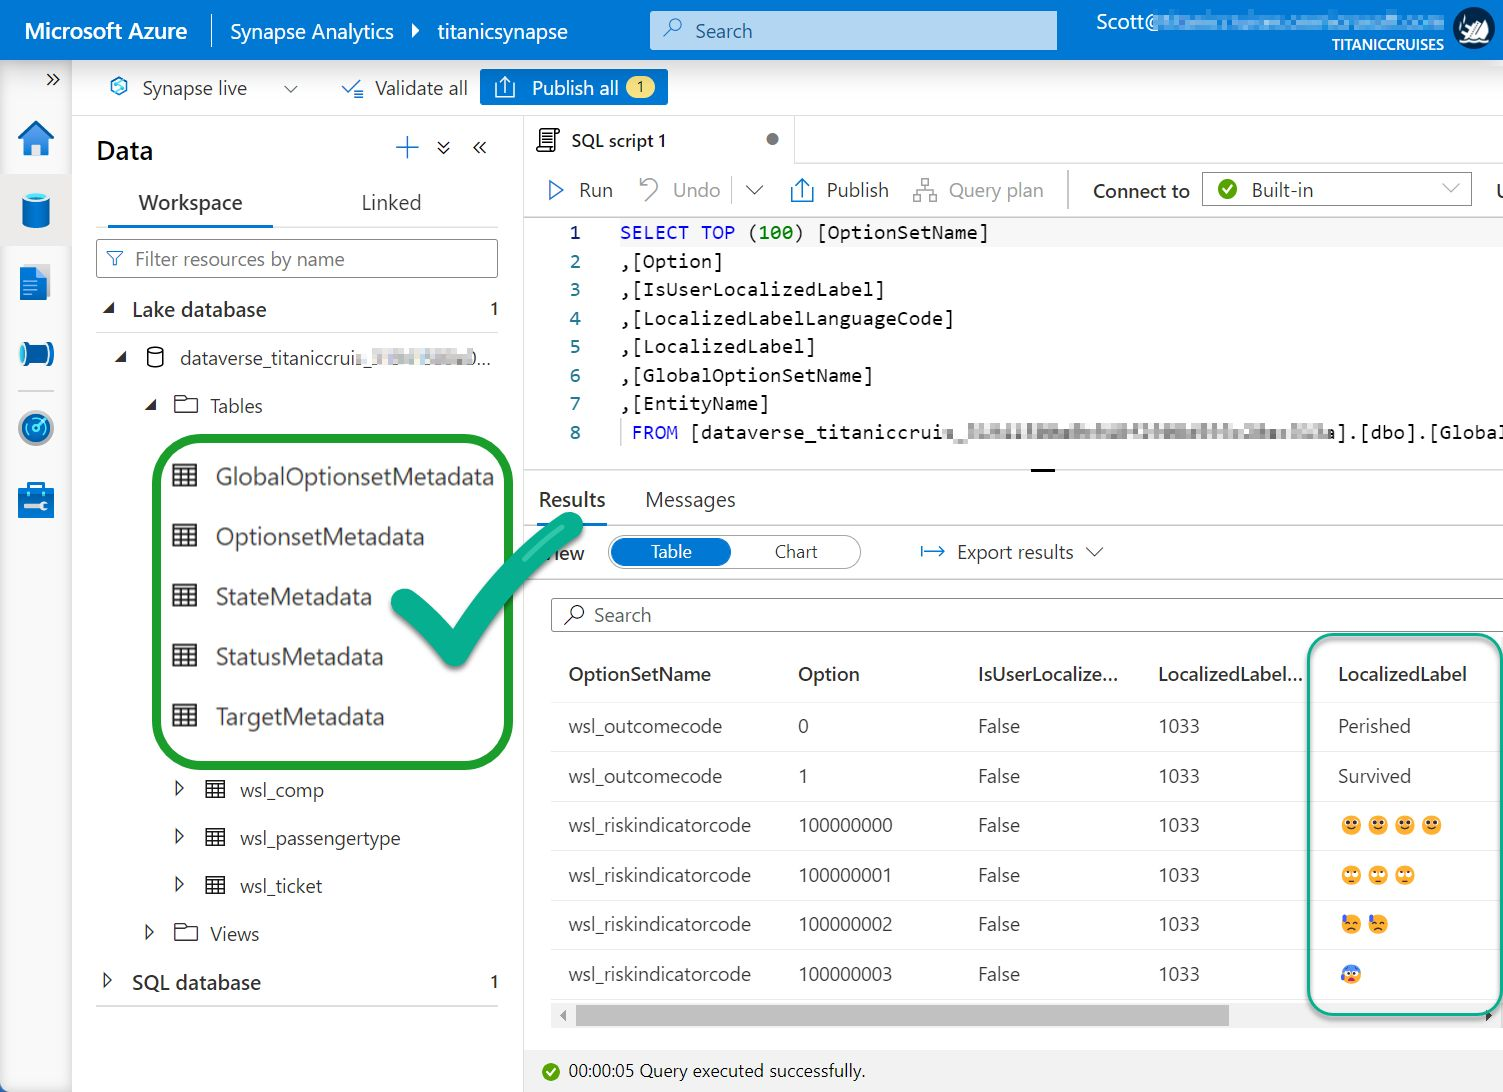 Microsoft Azure
Synapse Analytics
titanicsynapse
Search
Scott@
TITANICCRUISES
Synapse live
Validate all
Publish all 1
Data
Workspace
Linked
Filter resources by name
Lake database 1
dataverse_titaniccrui
Tables
GlobalOptionsetMetadata
OptionsetMetadata
StateMetadata
StatusMetadata
TargetMetadata
wsl_comp
wsl_passengertype
wsl_ticket
Views
SQL database 1
SQL script 1
Run
Undo
Publish
Query plan
Connect to
Built-in
1 SELECT TOP (100) [OptionSetName]
2 ,[Option]
3 ,[IsUserLocalizedLabel]
4 ,[LocalizedLabelLanguageCode]
5 ,[LocalizedLabel]
6 ,[GlobalOptionSetName]
7 ,[EntityName]
8 FROM [dataverse_titaniccrui ].[dbo].[Global
Results
Messages
Table
Chart
Export results
Search
OptionSetName Option IsUserLocalize... LocalizedLabel... LocalizedLabel
wsl_outcomecode 0 False 1033 Perished
wsl_outcomecode 1 False 1033 Survived
wsl_riskindicatorcode 100000000 False 1033 🙂🙂🙂🙂
wsl_riskindicatorcode 100000001 False 1033 🙄🙄🙄
wsl_riskindicatorcode 100000002 False 1033 😓😓
wsl_riskindicatorcode 100000003 False 1033 😰
00:00:05 Query executed successfully.